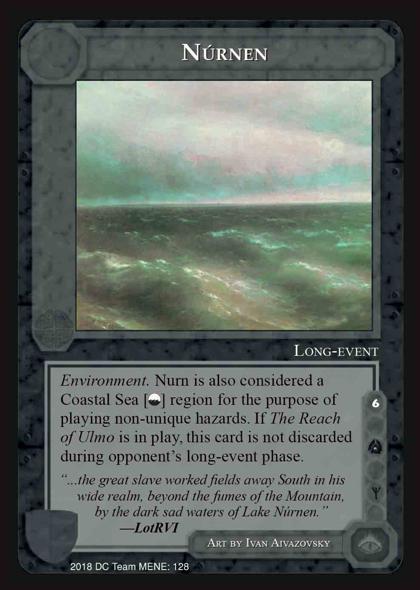 NÚRNEN
LONG-EVENT
Environment. Nurn is also considered a
Coastal Sea [] region for the purpose of
playing non-unique hazards. If The Reach
of Ulmo is in play, this card is not discarded
during opponent's long-event phase.
6
"...the great slave worked fields away South in his
wide realm, beyond the fumes of the Mountain,
by the dark sad waters of Lake Núrnen."
—LotRVI
ART BY IVAN AIVAZOVSKY
2018 DC Team MENE: 128